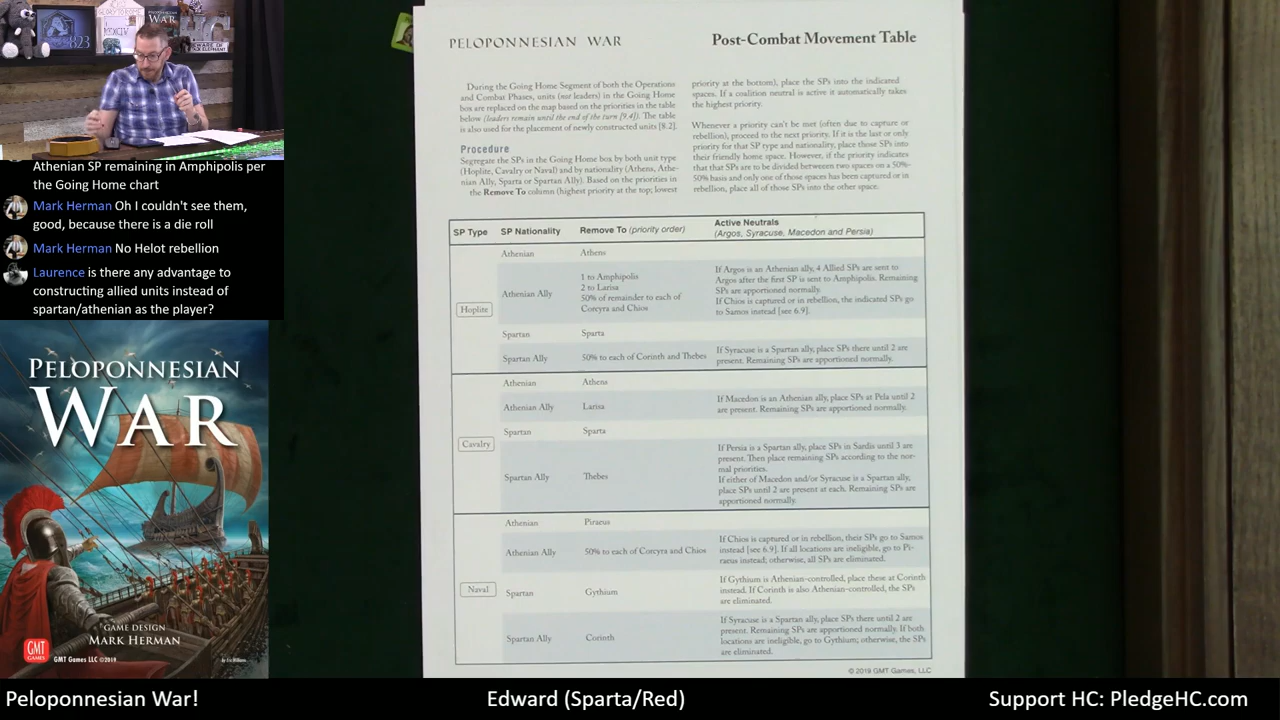 Athenian SP remaining in Amphipolis per
the Going Home chart
Mark Herman Oh I couldn't see them,
good, because there is a die roll
Mark Herman No Helot rebellion
Laurence is there any advantage to
constructing allied units instead of
spartan/athenian as the player?
PELOPONNESIAN
WAR
GAME DESIGN
MARK HERMAN
GMT
GAMES
GMT Games LLC ©2019
PELOPONNESIAN WAR
Post-Combat Movement Table
During the Going Home Segment of both the Operations
and Combat Phases, units (not leaders) in the Going Home
box are replaced on the map based on the priorities in the table
below (leaders remain until the end of the turn [9.4]). The table
is also used for the placement of newly constructed units [8.2].
Procedure
Segregate the SPs in the Going Home box by both unit type
(Hoplite, Cavalry or Naval) and by nationality (Athens, Athe-
nian Ally, Sparta or Spartan Ally). Based on the priorities in
the Remove To column (highest priority at the top; lowest
priority at the bottom), place the SPs into the indicated
spaces. If a coalition neutral is active it automatically takes
the highest priority.
Whenever a priority can't be met (often due to capture or
rebellion), proceed to the next priority. If it is the last or only
priority for that SP type and nationality, place those SPs into
their friendly home space. However, if the priority indicates
that SPs are to be divided between two spaces on a 50%-
50% basis and only one of those spaces has been captured or in
rebellion, place all of those SPs into the other space.
SP Type SP Nationality Remove To (priority order) Active Neutrals
(Argos, Syracuse, Macedon and Persia)
Hoplite
Athenian Athens
Athenian Ally
1 to Amphipolis
2 to Larisa
50% of remainder to each of
Corcyra and Chios
If Argos is an Athenian ally, 4 Allied SPs are sent to
Argos after the first SP is sent to Amphipolis. Remaining
SPs are apportioned normally.
If Chios is captured or in rebellion, the indicated SPs go
to Samos instead [see 6.9].
Spartan Sparta
Spartan Ally 50% to each of Corinth and Thebes
If Syracuse is a Spartan ally, place SPs there until 2 are
present. Remaining SPs are apportioned normally.
Cavalry
Athenian Athens
Athenian Ally Larisa
If Macedon is an Athenian ally, place SPs at Pela until 2
are present. Remaining SPs are apportioned normally.
Spartan Sparta
Spartan Ally Thebes
If Persia is a Spartan ally, place SPs in Sardis until 3 are
present. Then place remaining SPs according to the nor-
mal priorities.
If either of Macedon and/or Syracuse is a Spartan ally,
place SPs until 2 are present at each. Remaining SPs are
apportioned normally.
Naval
Athenian Piraeus
Athenian Ally 50% to each of Corcyra and Chios
If Chios is captured or in rebellion, their SPs go to Samos
instead [see 6.9]. If all locations are ineligible, go to Pi-
raeus instead; otherwise, all SPs are eliminated.
Spartan Gythium
If Gythium is Athenian-controlled, place these at Corinth
instead. If Corinth is also Athenian-controlled, the SPs
are eliminated.
Spartan Ally Corinth
If Syracuse is a Spartan ally, place SPs there until 2 are
present. Remaining SPs are apportioned normally. If both
locations are ineligible, go to Gythium; otherwise, the SPs
are eliminated.
© 2019 GMT Games, LLC
Peloponnesian War!
Edward (Sparta/Red)
Support HC: PledgeHC.com